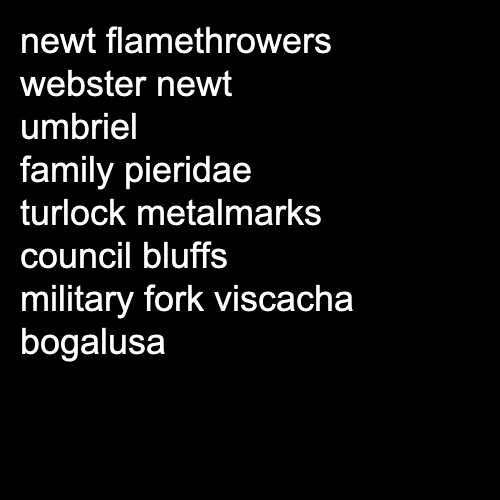 newt flamethrowers
webster newt
umbriel
family pieridae
turlock metalmarks
council bluffs
military fork viscacha
bogalusa